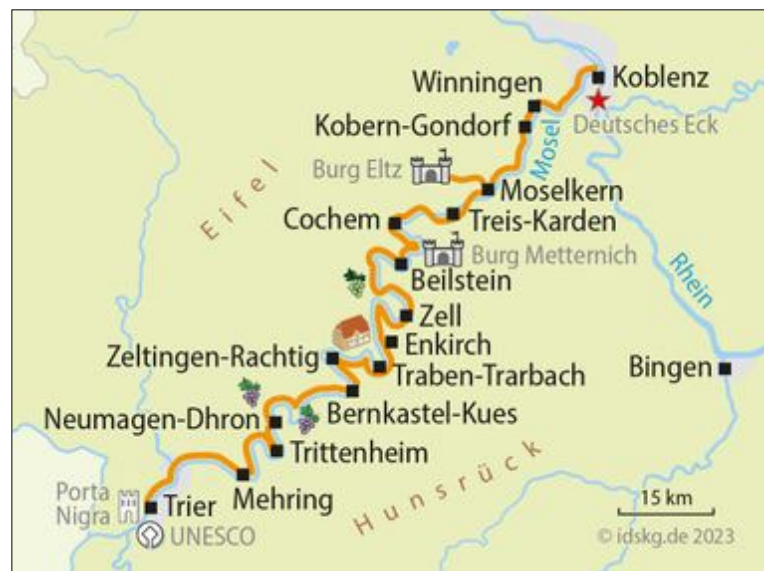 Koblenz
Winningen
Deutsches Eck
Kobern-Gondorf
Mosel
Burg Eltz
Moselkern
Eifel
Cochem
Treis-Karden
Burg Metternich
Beilstein
Rhein
Zell
Enkirch
Zeltingen-Rachtig
Traben-Trarbach
Bingen
Bernkastel-Kues
Neumagen-Dhron
Trittenheim
Hunsrück
Mehring
Porta
Nigra
Trier
UNESCO
15 km
© idskg.de 2023